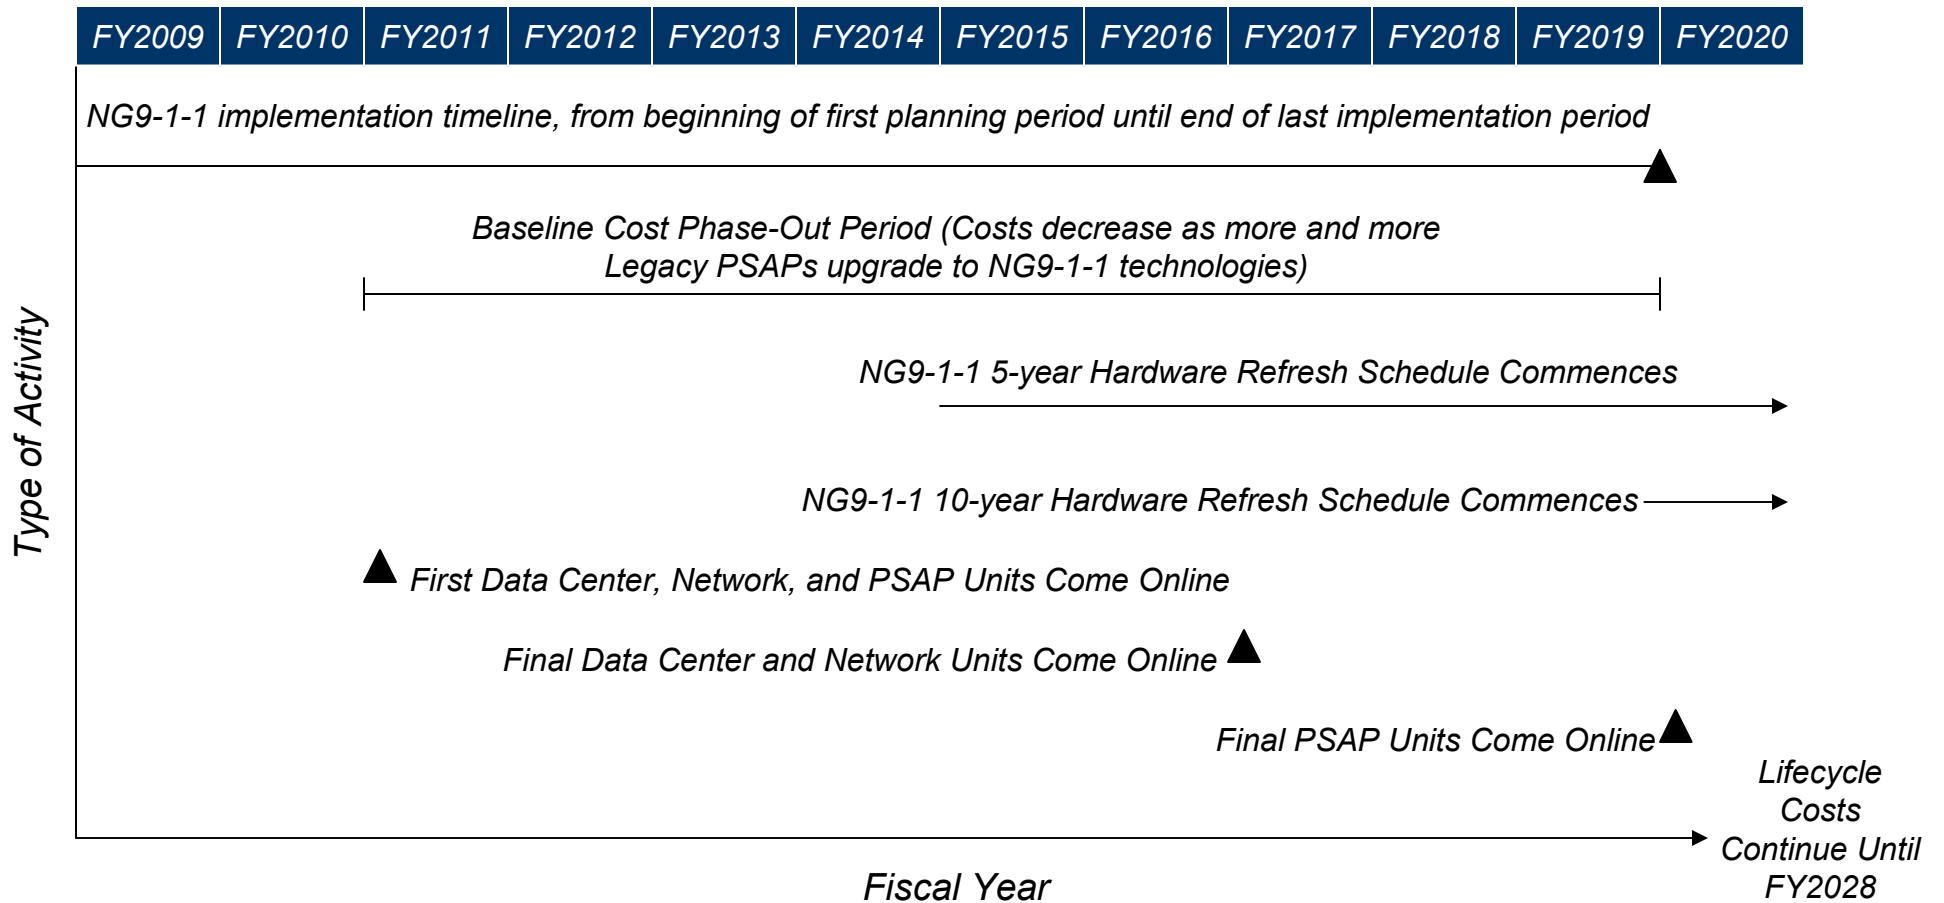 FY2009 FY2010 FY2011 FY2012 FY2013 FY2014 FY2015 FY2016 FY2017 FY2018 FY2019 FY2020
NG9-1-1 implementation timeline, from beginning of first planning period until end of last implementation period
Baseline Cost Phase-Out Period (Costs decrease as more and more
Legacy PSAPs upgrade to NG9-1-1 technologies)
NG9-1-1 5-year Hardware Refresh Schedule Commences
NG9-1-1 10-year Hardware Refresh Schedule Commences
First Data Center, Network, and PSAP Units Come Online
Final Data Center and Network Units Come Online
Final PSAP Units Come Online
Lifecycle
Costs
Continue Until
FY2028
Type of Activity
Fiscal Year